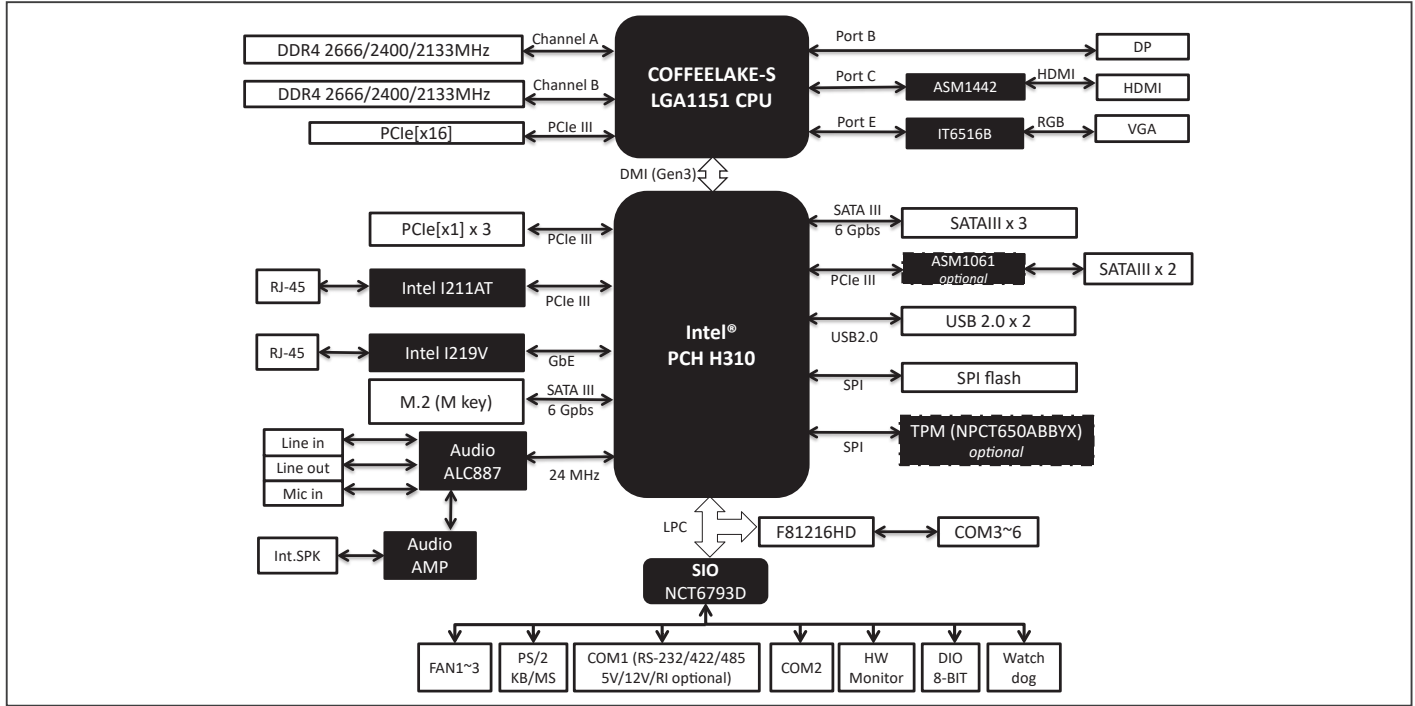 DDR4 2666/2400/2133MHz
Channel A
DDR4 2666/2400/2133MHz
Channel B
PCIe[x16]
PCIe III
COFFEELAKE-S
LGA1151 CPU
Port B
DP
Port C
ASM1442
HDMI
HDMI
Port E
IT6516B
RGB
VGA
DMI (Gen3)
PCIe[x1] x 3
PCIe III
RJ-45
Intel I211AT
PCIe III
RJ-45
Intel I219V
GbE
M.2 (M key)
SATA III
6 Gpbs
Line in
Line out
Mic in
Audio
ALC887
24 MHz
Int.SPK
Audio
AMP
Intel®
PCH H310
SATA III
6 Gpbs
SATAIII x 3
PCIe III
ASM1061
optional
SATAIII x 2
USB2.0
USB 2.0 x 2
SPI
SPI flash
SPI
TPM (NPCT650ABBYX)
optional
LPC
F81216HD
COM3~6
SIO
NCT6793D
FAN1~3
PS/2
KB/MS
COM1 (RS-232/422/485
5V/12V/RI optional)
COM2
HW
Monitor
DIO
8-BIT
Watch
dog